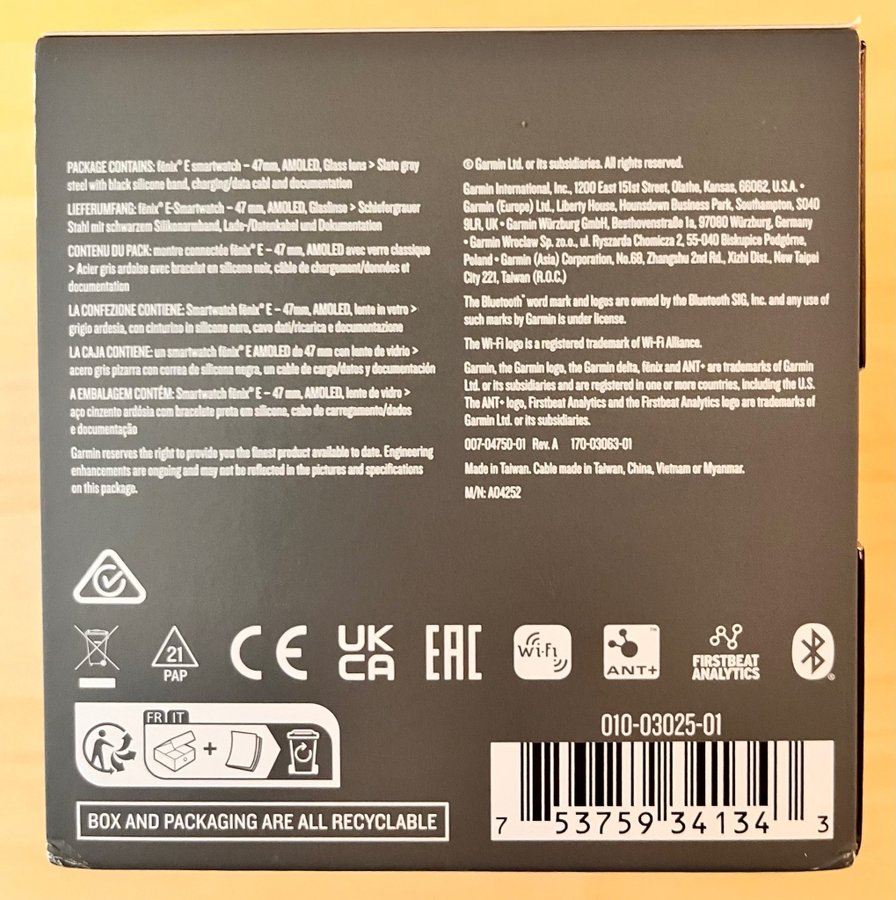 PACKAGE CONTAINS: fēnix® E smartwatch – 47mm, AMOLED, Glass lens > Slate gray
steel with black silicone band, charging/data cabl and documentation
LIEFERUMFANG: fēnix® E-Smartwatch – 47 mm, AMOLED, Glaslinse > Schiefergrauer
Stahl mit schwarzem Silikonarmband, Lade-/Datenkabel und Dokumentation
CONTENU DU PACK: montre connectée fēnix® E – 47 mm, AMOLED avec verre classique
> Acier gris ardoise avec bracelet en silicone noir, câble de chargement/données et
documentation
LA CONFEZIONE CONTIENE: Smartwatch fēnix® E – 47mm, AMOLED, lente in vetro >
grigio ardesia, con cinturino in silicone nero, cavo dati/ricarica e documentazione
LA CAJA CONTIENE: un smartwatch fēnix® E AMOLED de 47 mm con lente de vidrio >
acero gris pizarra con correa de silicona negra, un cable de carga/datos y documentación
A EMBALAGEM CONTÉM: Smartwatch fēnix® E – 47 mm, AMOLED, lente de vidro >
aço cinzento ardósia com bracelete preta em silicone, cabo de carregamento/dados
e documentação
Garmin reserves the right to provide you the finest product available to date. Engineering
enhancements are ongoing and may not be reflected in the pictures and specifications
on this package.
© Garmin Ltd. or its subsidiaries. All rights reserved.
Garmin International, Inc., 1200 East 151st Street, Olathe, Kansas, 66062, U.S.A. •
Garmin (Europe) Ltd., Liberty House, Hounsdown Business Park, Southampton, SO40
9LR, UK • Garmin Würzburg GmbH, Beethovenstraße 1a, 97080 Würzburg, Germany
• Garmin Wroclaw Sp. zo.o., ul. Ryszarda Chomicza 2, 55-040 Biskupice Podgórne,
Poland • Garmin (Asia) Corporation, No.68, Zhangshu 2nd Rd., Xizhi Dist., New Taipei
City 221, Taiwan (R.O.C.)
The Bluetooth® word mark and logos are owned by the Bluetooth SIG, Inc. and any use of
such marks by Garmin is under license.
The Wi-Fi logo is a registered trademark of Wi-Fi Alliance.
Garmin, the Garmin logo, the Garmin delta, fēnix and ANT+ are trademarks of Garmin
Ltd. or its subsidiaries and are registered in one or more countries, including the U.S.
The ANT+ logo, Firstbeat Analytics and the Firstbeat Analytics logo are trademarks of
Garmin Ltd. or its subsidiaries.
007-04750-01 Rev. A 170-03063-01
Made in Taiwan. Cable made in Taiwan, China, Vietnam or Myanmar.
M/N: A04252
21
PAP
CE
UK
CA
EAC
Wi-Fi
ANT+™
FIRSTBEAT
ANALYTICS
®
FR IT
+
BOX AND PACKAGING ARE ALL RECYCLABLE
010-03025-01
7 53759 34134 3